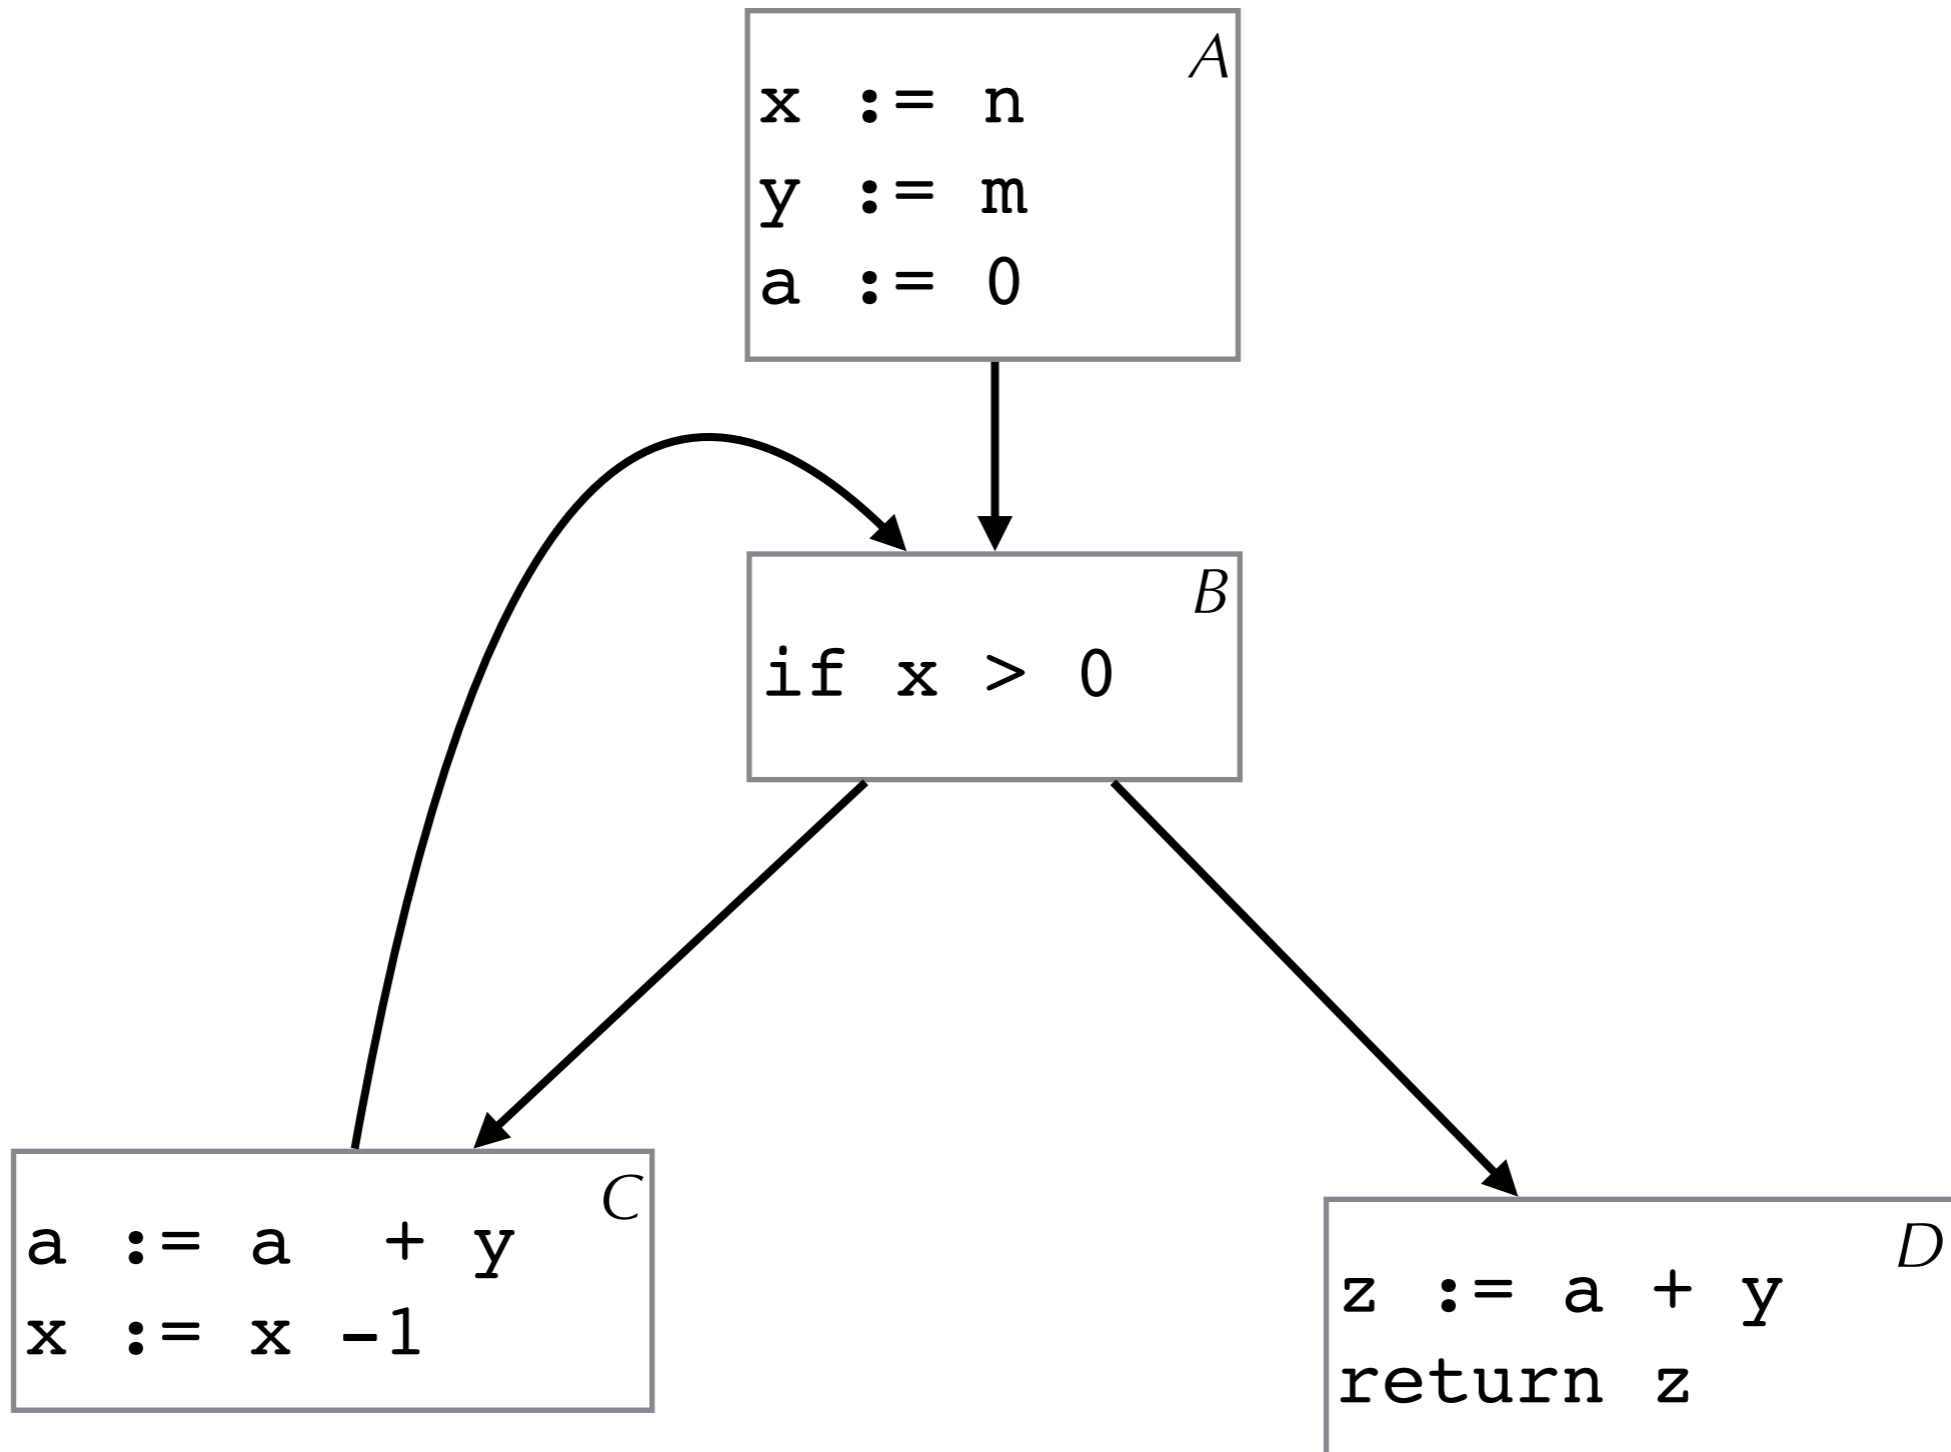 A
x := n
y := m
a := 0
B
if x > 0
C
a := a  + y
x := x -1
D
z := a + y
return z